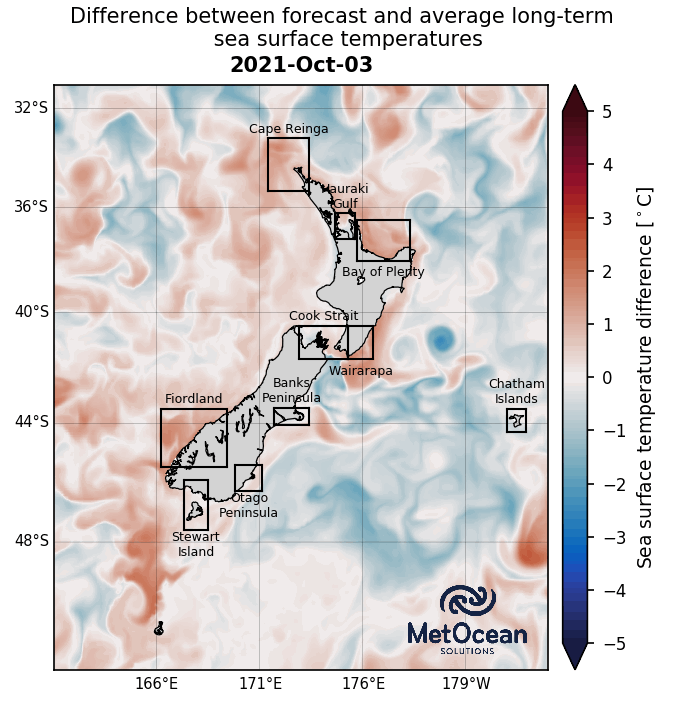 Difference between forecast and average long-term
sea surface temperatures
2021-Oct-03
32°S
36°S
40°S
44°S
48°S
166°E
171°E
176°E
179°W
Cape Reinga
Hauraki
Gulf
Bay of Plenty
Cook Strait
Wairarapa
Banks
Peninsula
Fiordland
Chatham
Islands
Otago
Peninsula
Stewart
Island
MetOcean
SOLUTIONS
5
4
3
2
1
0
−1
−2
−3
−4
−5
Sea surface temperature difference [°C]